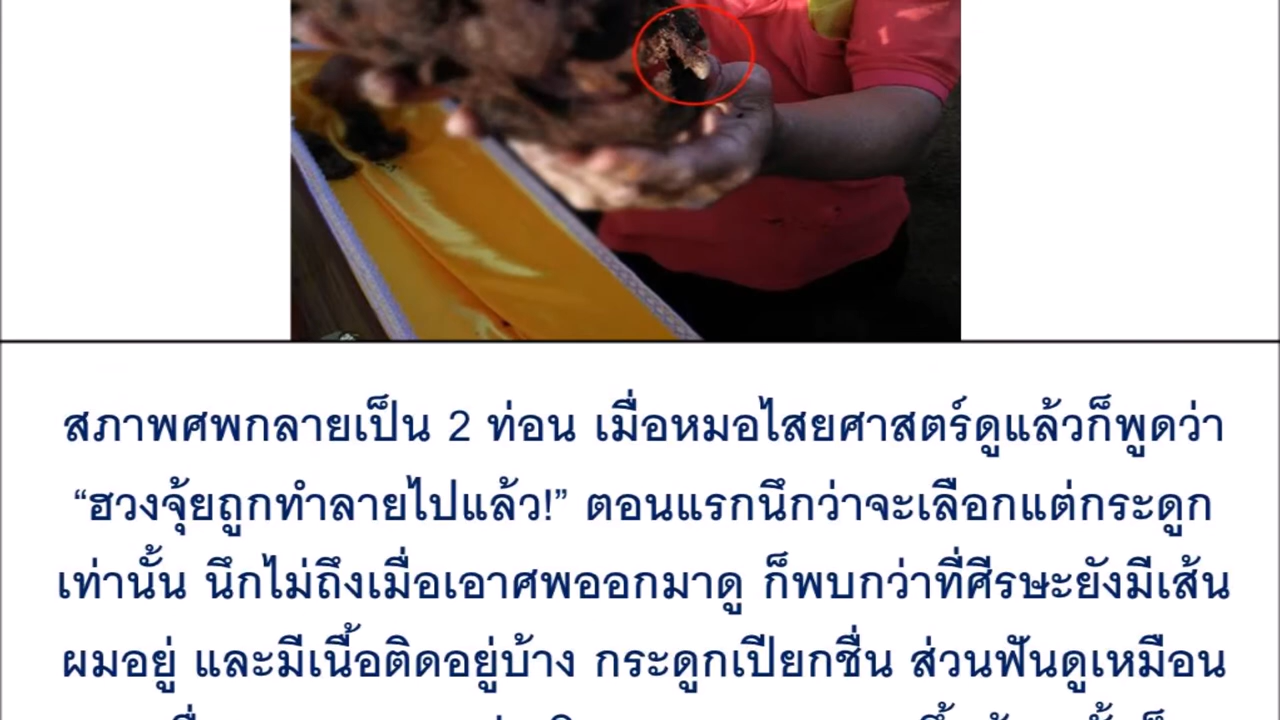 สภาพศพกลายเป็น 2 ท่อน เมื่อหมอไสยศาสตร์ดูแล้วก็พูดว่า
“ฮวงจุ้ยถูกทำลายไปแล้ว!” ตอนแรกนึกว่าจะเลือกแต่กระดูก
เท่านั้น นึกไม่ถึงเมื่อเอาศพออกมาดู ก็พบกว่าที่ศีรษะยังมีเส้น
ผมอยู่ และมีเนื้อติดอยู่บ้าง กระดูกเปียกชื่น ส่วนฟันดูเหมือน